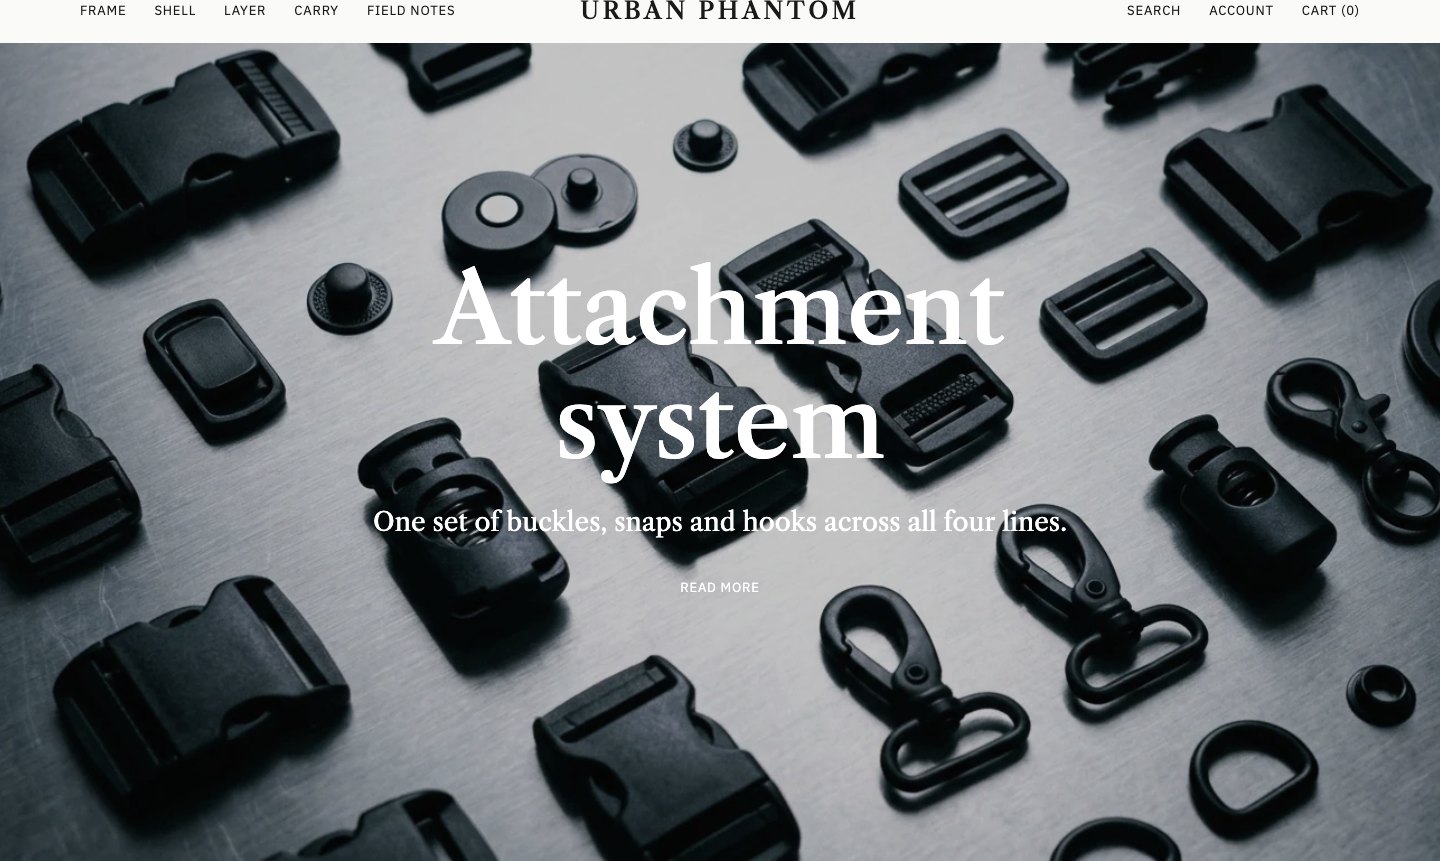 FRAME SHELL LAYER CARRY FIELD NOTES URBAN PHANTOM SEARCH ACCOUNT CART (0)
Attachment
system
One set of buckles, snaps and hooks across all four lines.
READ MORE